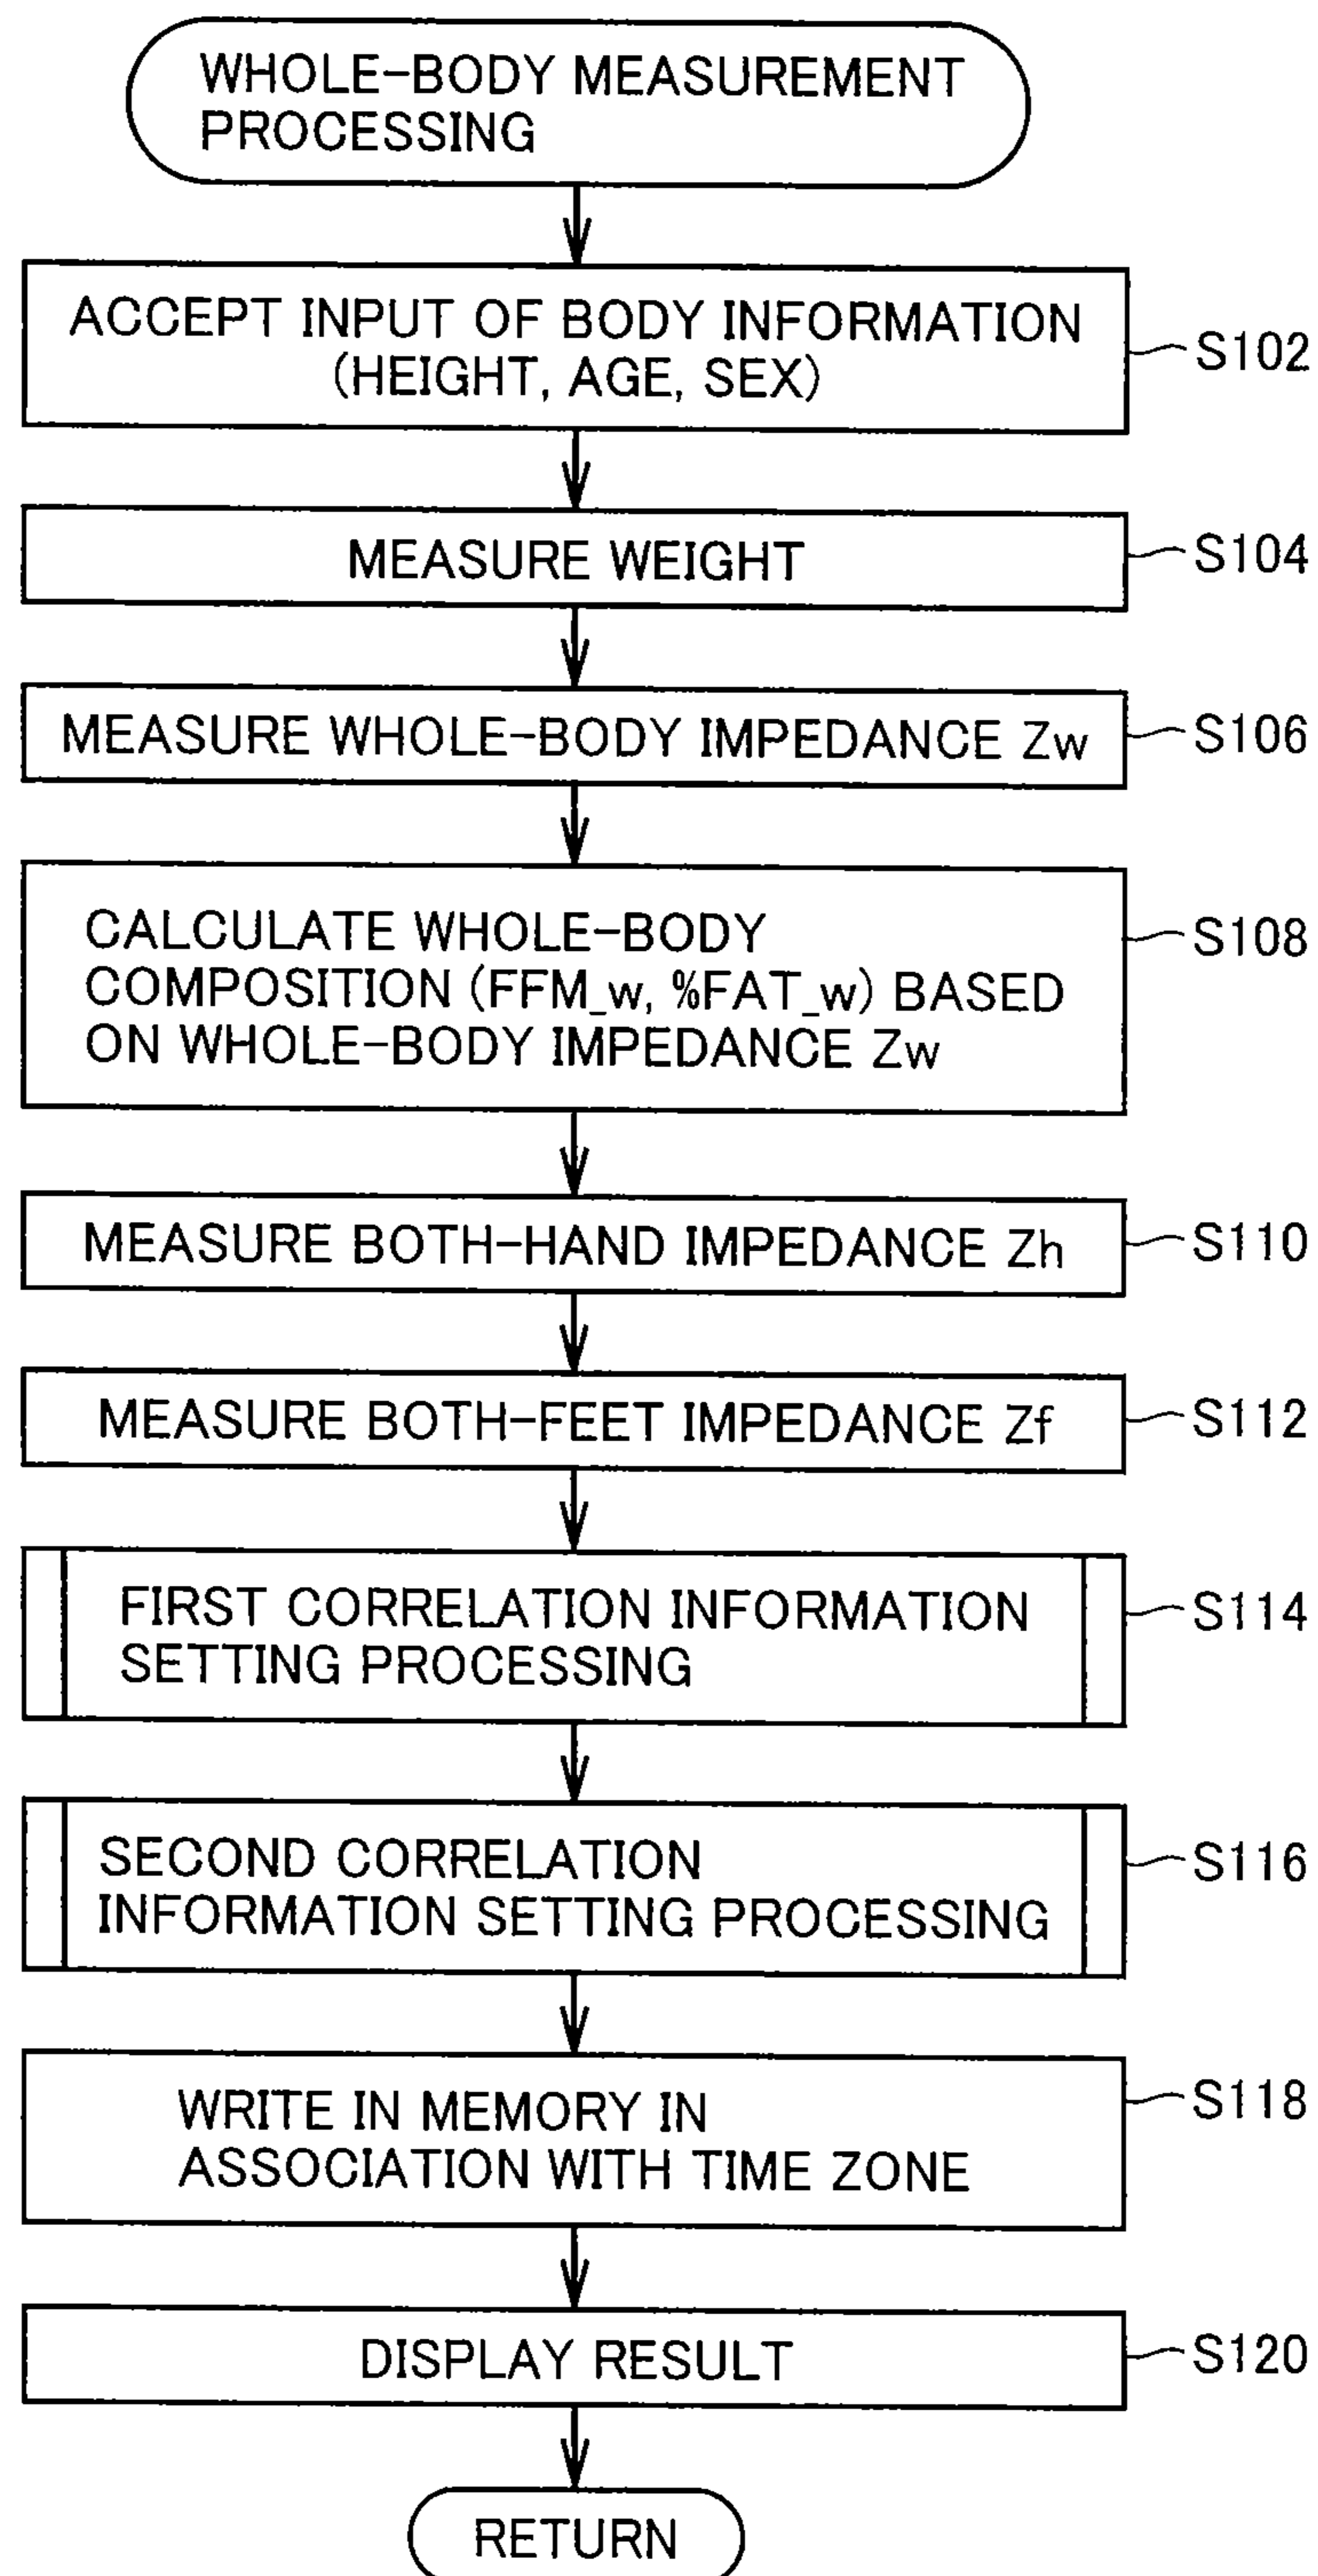 WHOLE-BODY MEASUREMENT
PROCESSING
ACCEPT INPUT OF BODY INFORMATION
(HEIGHT, AGE, SEX)
S102
MEASURE WEIGHT
S104
MEASURE WHOLE-BODY IMPEDANCE Zw
S106
CALCULATE WHOLE-BODY
COMPOSITION (FFM_w, %FAT_w) BASED
ON WHOLE-BODY IMPEDANCE Zw
S108
MEASURE BOTH-HAND IMPEDANCE Zh
S110
MEASURE BOTH-FEET IMPEDANCE Zf
S112
FIRST CORRELATION INFORMATION
SETTING PROCESSING
S114
SECOND CORRELATION
INFORMATION SETTING PROCESSING
S116
WRITE IN MEMORY IN
ASSOCIATION WITH TIME ZONE
S118
DISPLAY RESULT
S120
RETURN